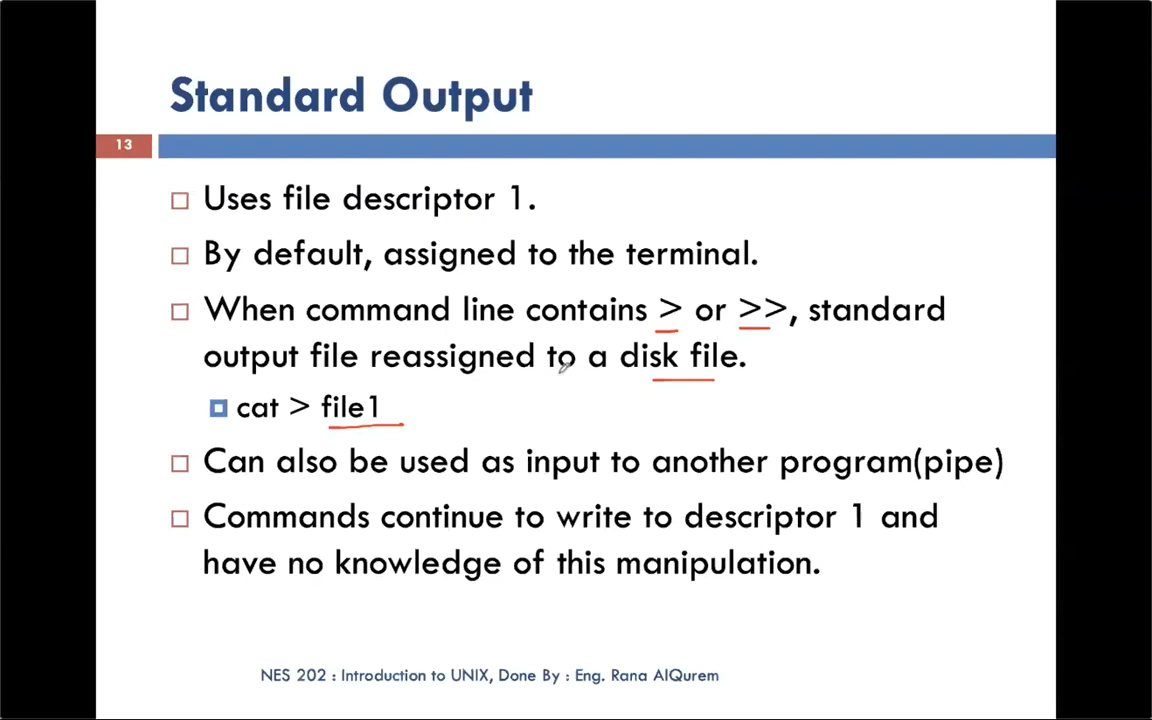 Standard Output
13
Uses file descriptor 1.
By default, assigned to the terminal.
When command line contains > or >>, standard
output file reassigned to a disk file.
cat > file1
Can also be used as input to another program(pipe)
Commands continue to write to descriptor 1 and
have no knowledge of this manipulation.
NES 202 : Introduction to UNIX, Done By : Eng. Rana AlQurem